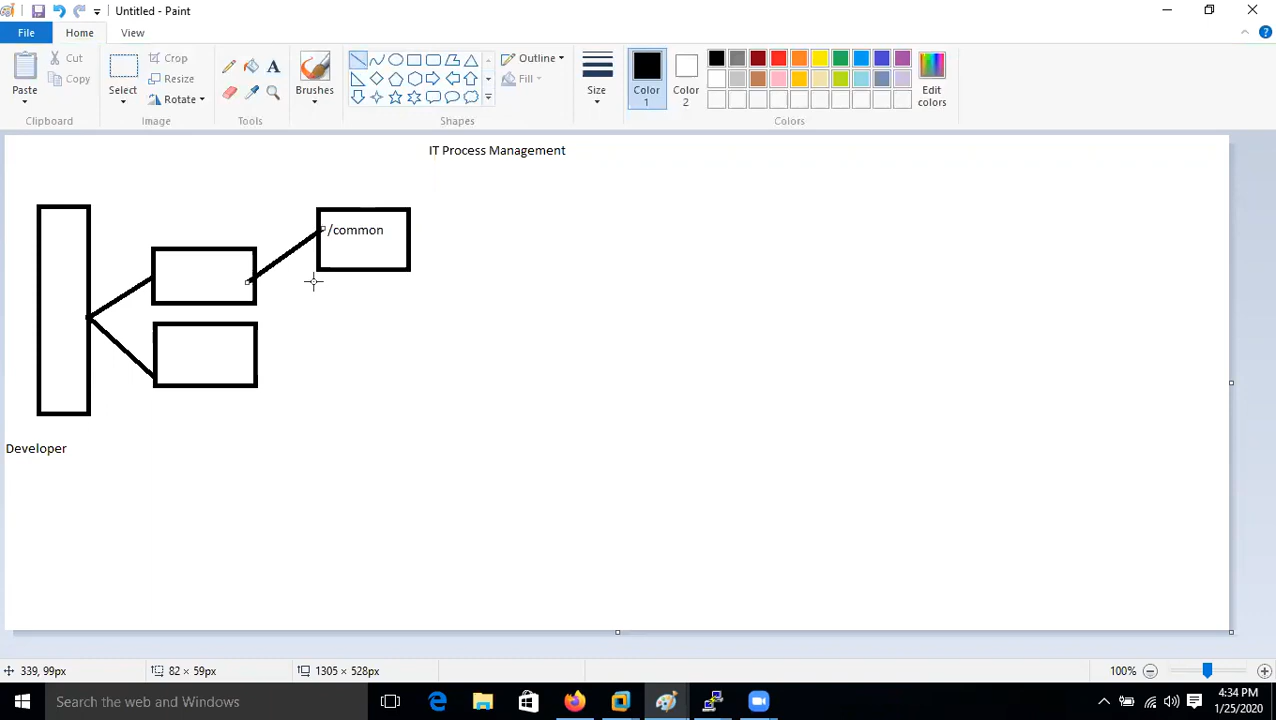 Untitled - Paint
File
Home
View
Paste
Cut
Copy
Clipboard
Select
Crop
Resize
Rotate
Image
A
Tools
Brushes
Outline
Fill
Shapes
Size
Color
1
Color
2
Edit
colors
Colors
IT Process Management
/common
Developer
339, 99px
82 × 59px
1305 × 528px
100%
Search the web and Windows
4:34 PM
1/25/2020